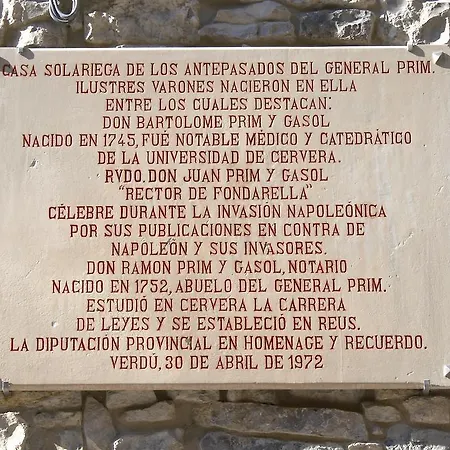 CASA SOLARIEGA DE LOS ANTEPASADOS DEL GENERAL PRIM.
ILUSTRES VARONES NACIERON EN ELLA
ENTRE LOS CUALES DESTACAN:
DON BARTOLOME PRIM Y GASOL
NACIDO EN 1745, FUÉ NOTABLE MÉDICO Y CATEDRÁTICO
DE LA UNIVERSIDAD DE CERVERA.
RVDO. DON JUAN PRIM Y GASOL
"RECTOR DE FONDARELLA"
CÉLEBRE DURANTE LA INVASIÓN NAPOLEÓNICA
POR SUS PUBLICACIONES EN CONTRA DE
NAPOLEÓN Y SUS INVASORES.
DON RAMON PRIM Y GASOL, NOTARIO
NACIDO EN 1752, ABUELO DEL GENERAL PRIM.
ESTUDIÓ EN CERVERA LA CARRERA
DE LEYES Y SE ESTABLECIÓ EN REUS.
LA DIPUTACIÓN PROVINCIAL EN HOMENAGE Y RECUERDO.
VERDÚ, 30 DE ABRIL DE 1972